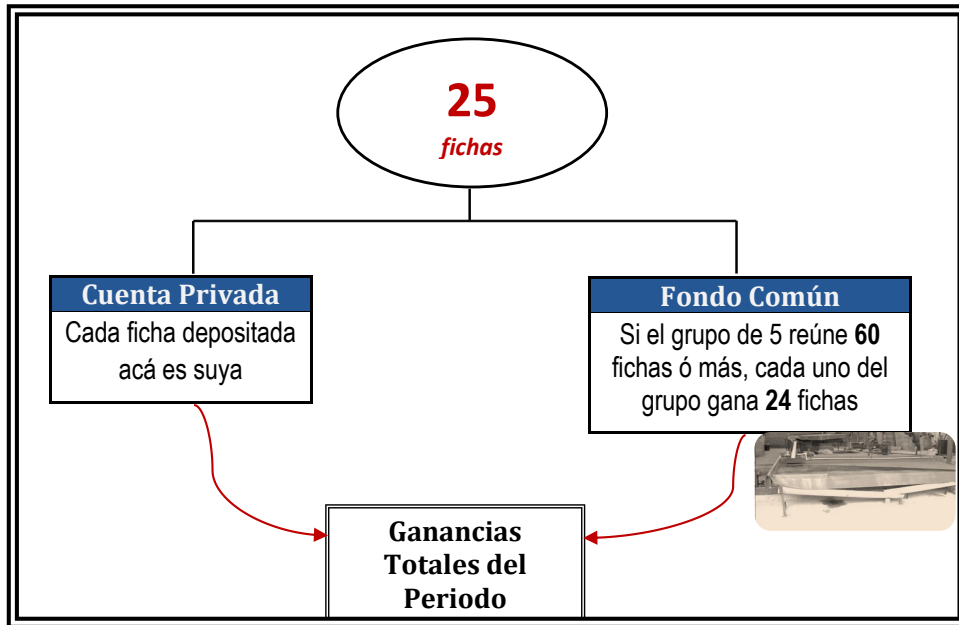 25
fichas
Cuenta Privada
Cada ficha depositada
acá es suya
Fondo Común
Si el grupo de 5 reúne 60
fichas ó más, cada uno del
grupo gana 24 fichas
Ganancias
Totales del
Periodo